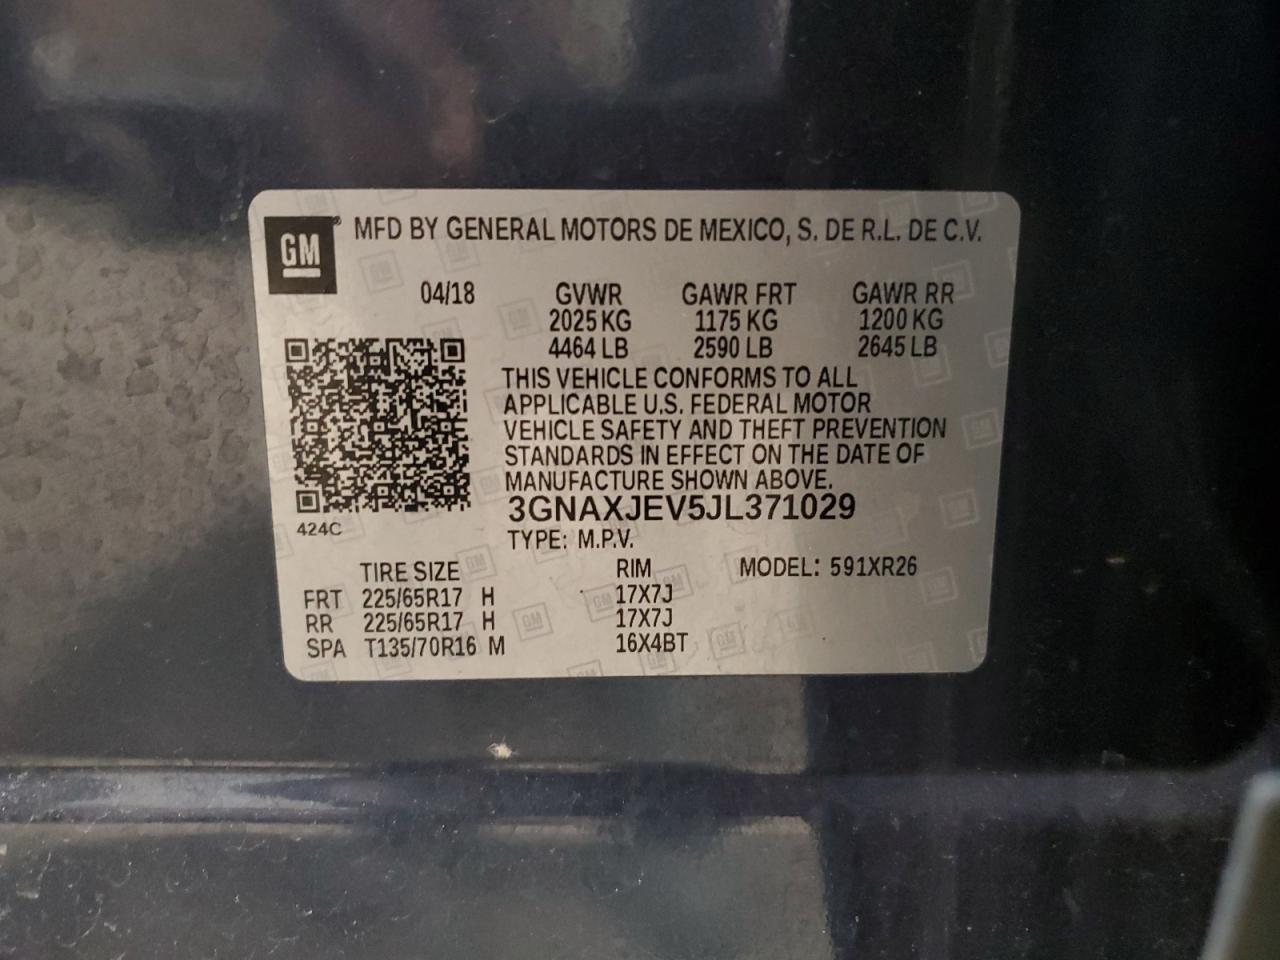 GM
MFD BY GENERAL MOTORS DE MEXICO, S. DE R.L. DE C.V.
04/18 GVWR GAWR FRT GAWR RR
2025 KG 1175 KG 1200 KG
4464 LB 2590 LB 2645 LB
THIS VEHICLE CONFORMS TO ALL
APPLICABLE U.S. FEDERAL MOTOR
VEHICLE SAFETY AND THEFT PREVENTION
STANDARDS IN EFFECT ON THE DATE OF
MANUFACTURE SHOWN ABOVE.
3GNAXJEV5JL371029
424C
TYPE: M.P.V.
TIRE SIZE RIM MODEL: 591XR26
FRT 225/65R17 H 17X7J
RR 225/65R17 H 17X7J
SPA T135/70R16 M 16X4BT